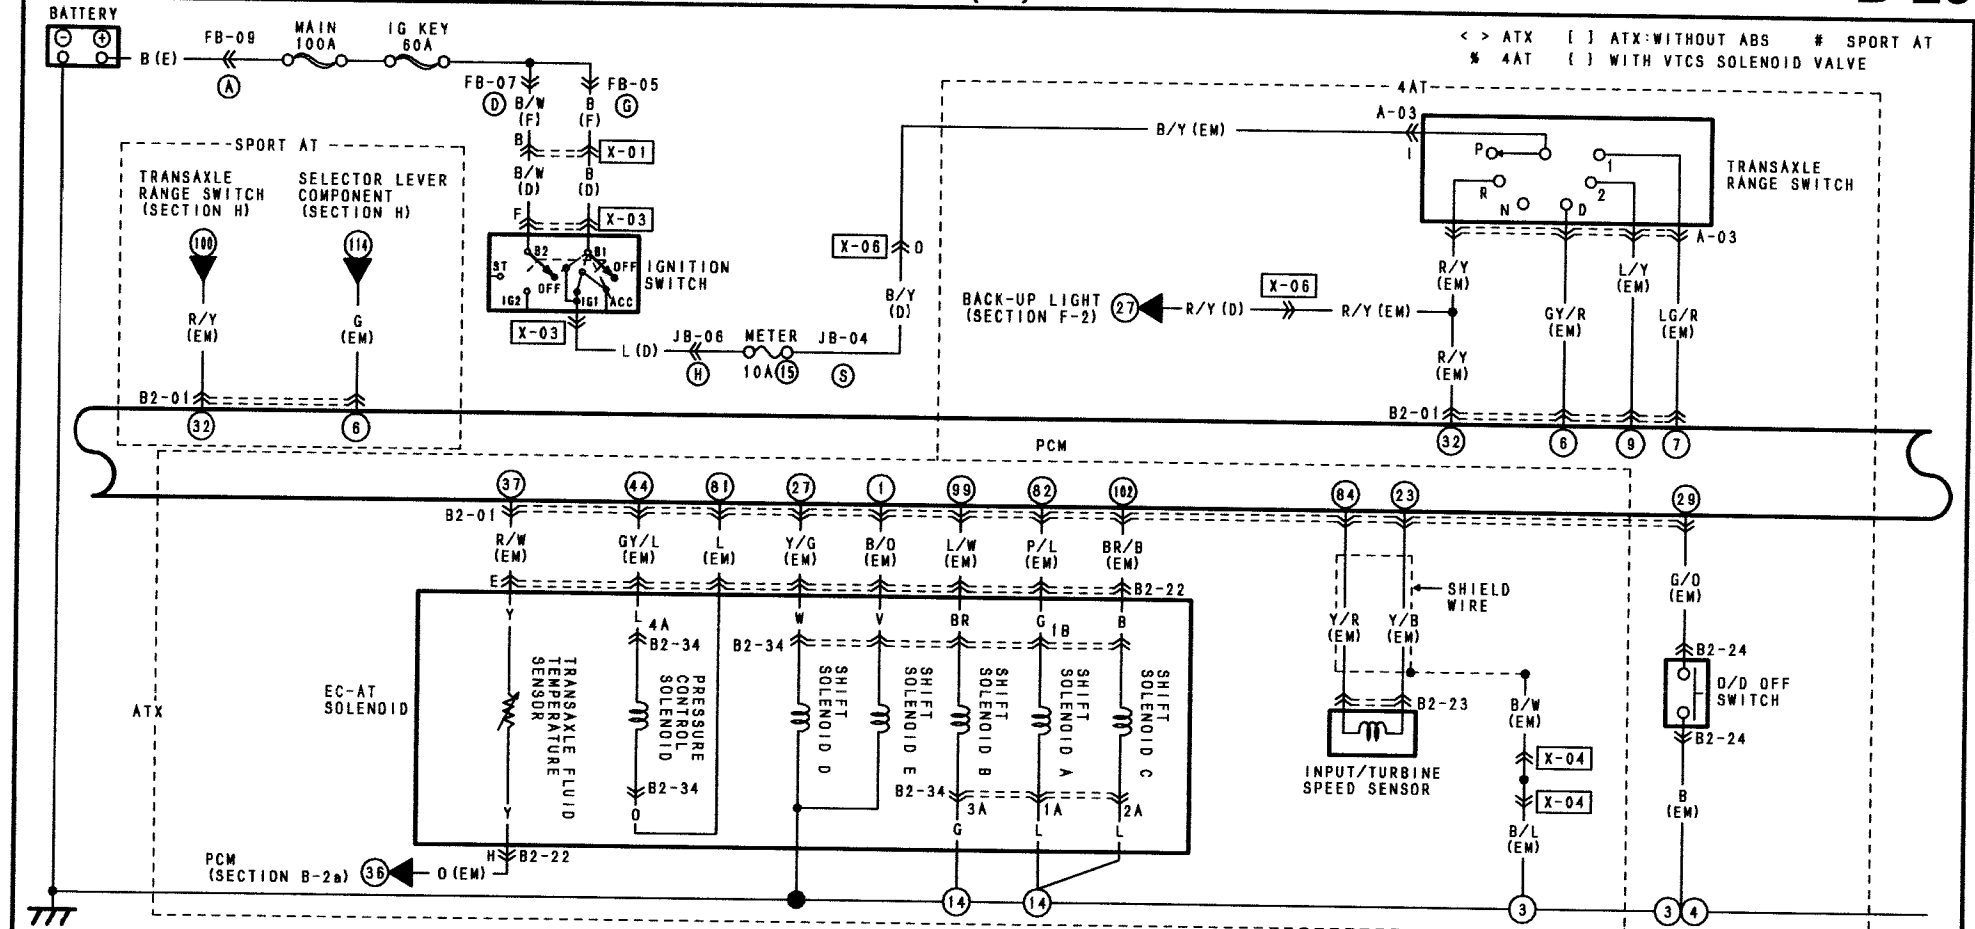 BATTERY
- +
B (E)
FB-09
A
MAIN
100A
IG KEY
60A
FB-07
D
B/W
(F)
FB-05
G
B
(F)
B
X-01
B/W
(D)
B
(D)
F
X-03
< > ATX [ ] ATX:WITHOUT ABS # SPORT AT
% 4AT { } WITH VTCS SOLENOID VALVE
SPORT AT
TRANSAXLE
RANGE SWITCH
(SECTION H)
SELECTOR LEVER
COMPONENT
(SECTION H)
100
114
R/Y
(EM)
G
(EM)
B2-01
32
6
B2
B1
ST
OFF
OFF
IG2
IG1
ACC
IGNITION
SWITCH
X-03
L (D)
JB-06
H
METER
10A 15
JB-04
S
X-06
O
B/Y
(D)
B/Y (EM)
4AT
A-03
I
P
R
N
D
2
1
TRANSAXLE
RANGE SWITCH
A-03
R/Y
(EM)
L/Y
(EM)
BACK-UP LIGHT
(SECTION F-2)
27
R/Y (D)
X-06
R/Y (EM)
GY/R
(EM)
LG/R
(EM)
R/Y
(EM)
B2-01
32
6
9
7
PCM
37
44
81
27
1
99
82
102
84
23
29
B2-01
R/W
(EM)
GY/L
(EM)
L
(EM)
Y/G
(EM)
B/O
(EM)
L/W
(EM)
P/L
(EM)
BR/B
(EM)
E
B2-22
Y
L
4A
B2-34
W
V
BR
G
1B
B
B2-34
EC-AT
SOLENOID
TRANSAXLE FLUID
TEMPERATURE
SENSOR
PRESSURE
CONTROL
SOLENOID
SHIFT
SOLENOID D
SHIFT
SOLENOID E
SHIFT
SOLENOID B
SHIFT
SOLENOID A
SHIFT
SOLENOID C
B2-34
O
B2-34
3A
1A
2A
Y
G
L
L
H
B2-22
ATX
PCM
(SECTION B-2a)
36
O (EM)
14
14
SHIELD
WIRE
Y/R
(EM)
Y/B
(EM)
B2-23
INPUT/TURBINE
SPEED SENSOR
B/W
(EM)
X-04
X-04
B/L
(EM)
3
G/O
(EM)
B2-24
O/D OFF
SWITCH
B2-24
B
(EM)
3
4